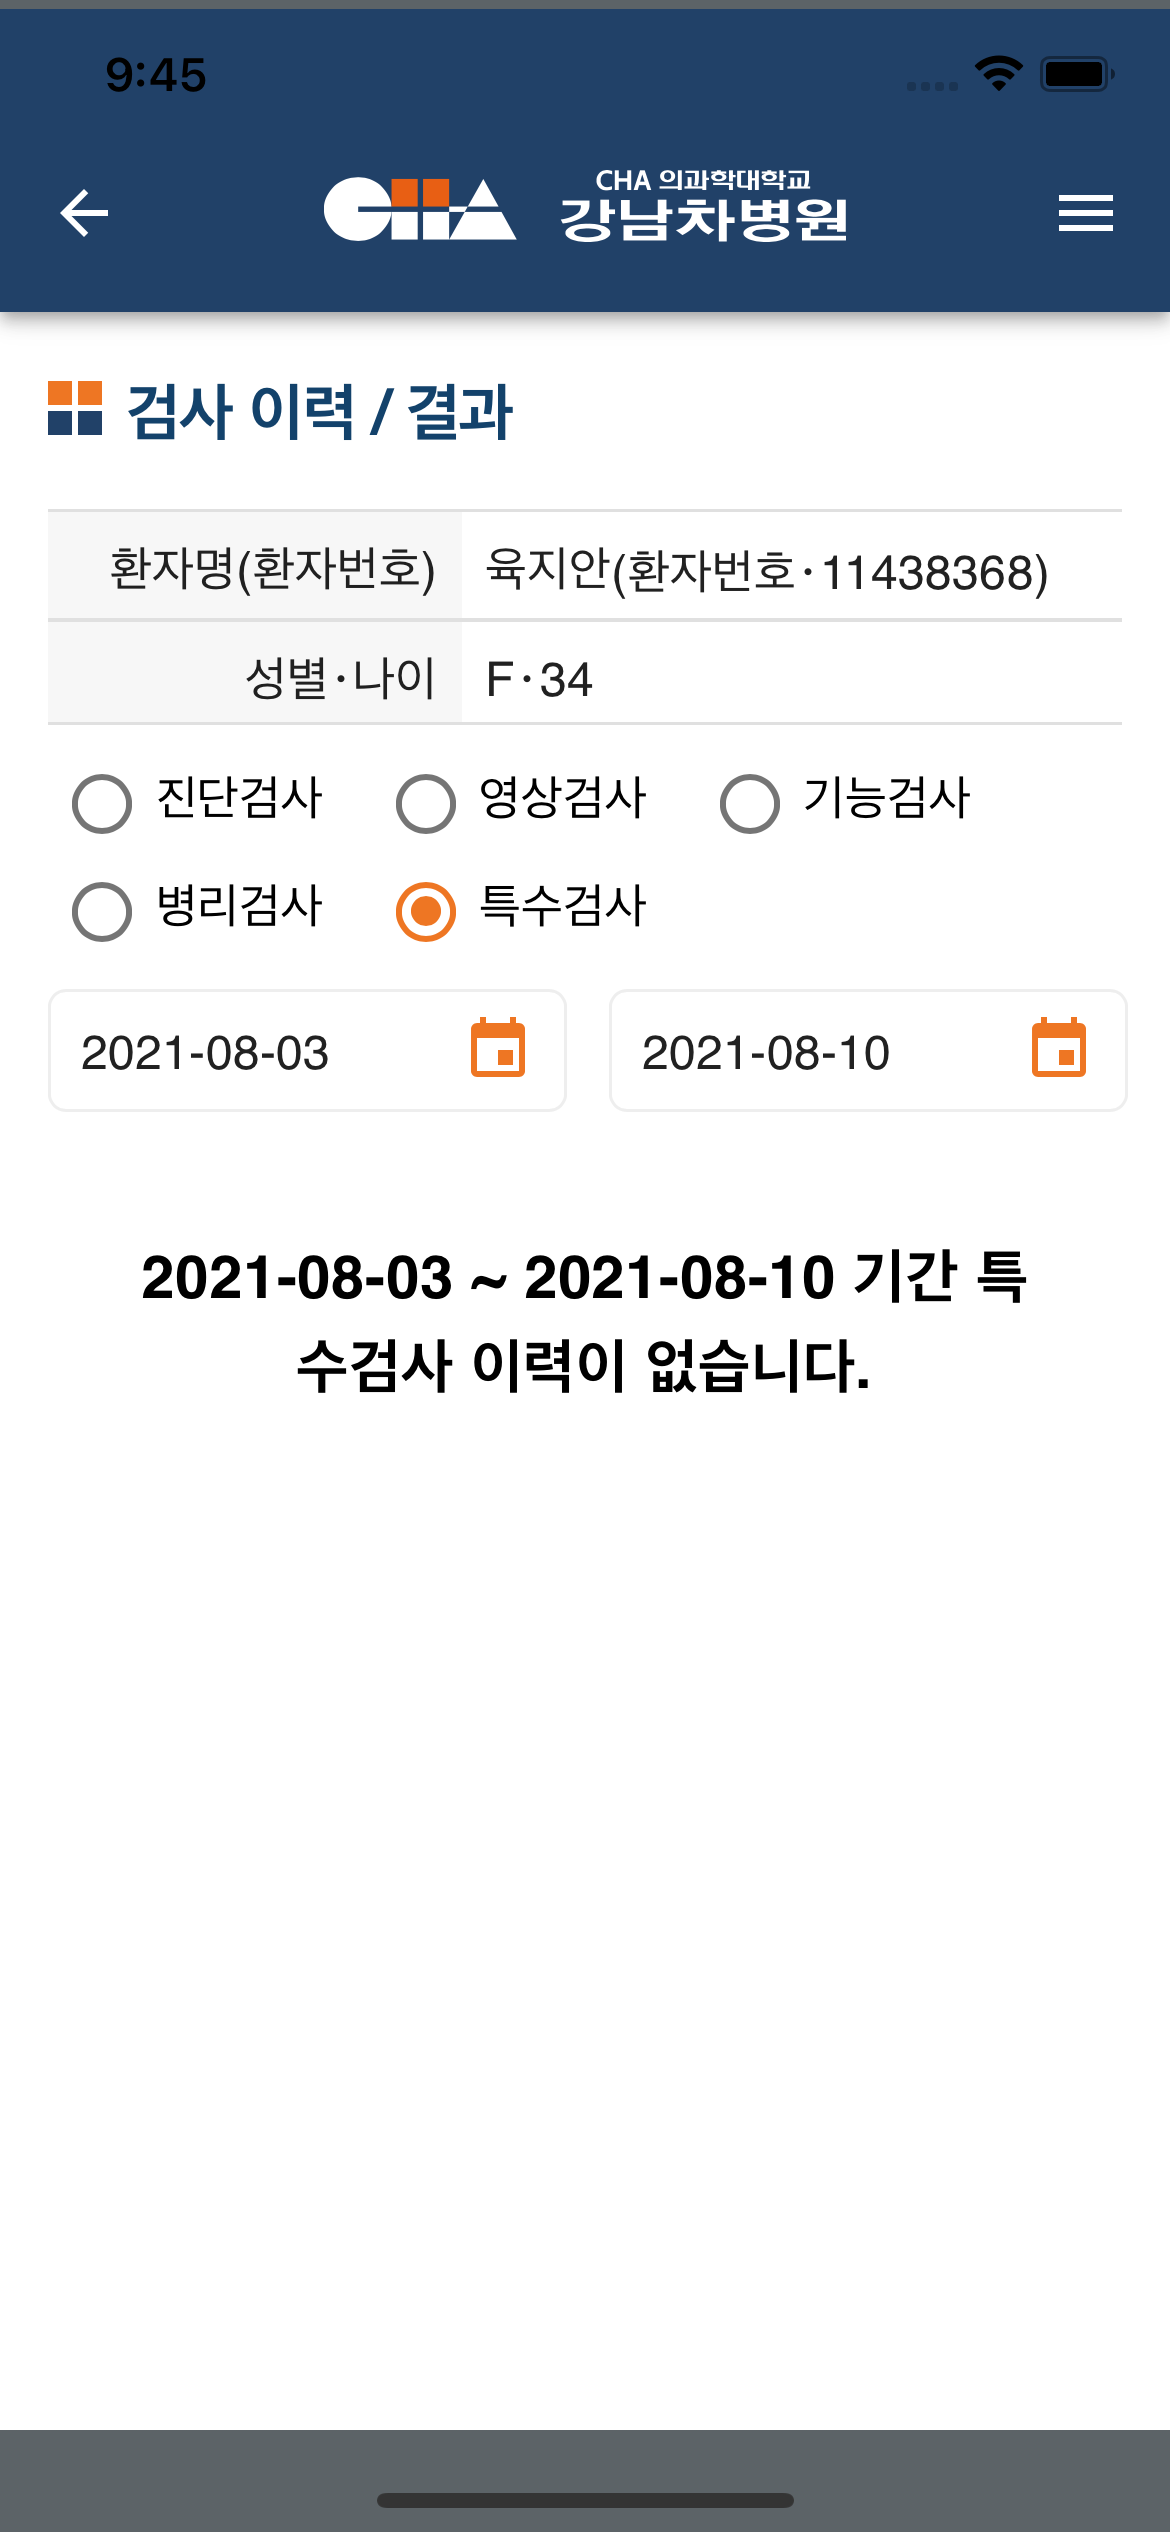 9:45
CHA
CHA 의과학대학교
강남차병원
검사 이력 / 결과
환자명(환자번호) 육지안(환자번호·11438368)
성별·나이 F·34
진단검사 영상검사 기능검사
병리검사 특수검사
2021-08-03 2021-08-10
2021-08-03 ~ 2021-08-10 기간 특
수검사 이력이 없습니다.